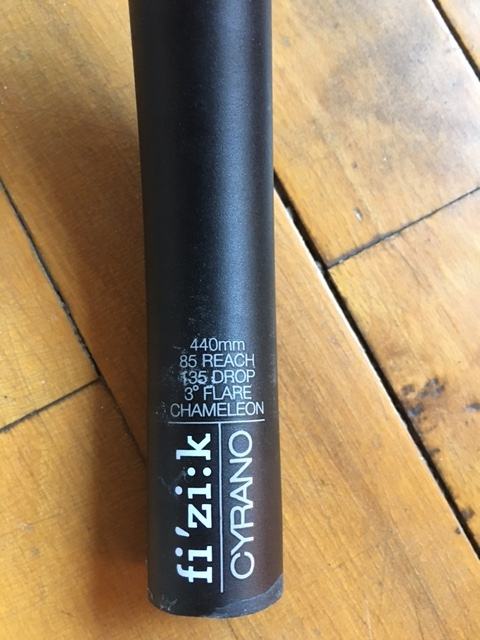 440mm
85 REACH
135 DROP
3° FLARE
CHAMELEON
fi'zi:k
CYRANO